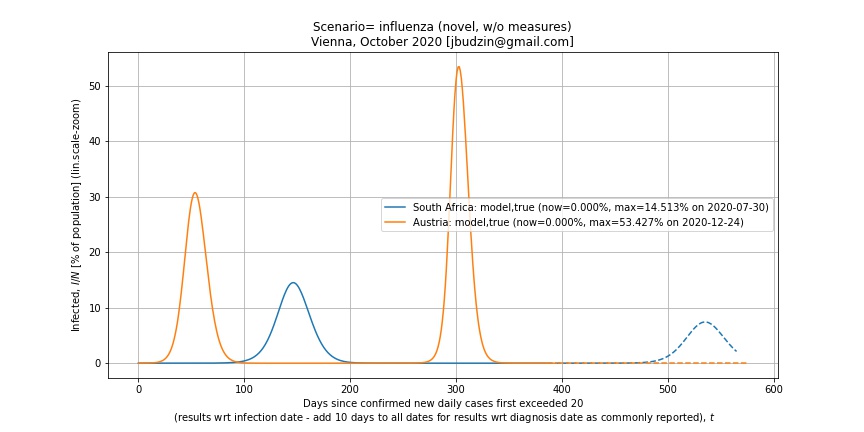 Scenario= influenza (novel, w/o measures)
Vienna, October 2020 [jbudzin@gmail.com]
Infected, I/N [% of population] (lin.scale-zoom)
50
40
30
20
10
0
South Africa: model,true (now=0.000%, max=14.513% on 2020-07-30)
Austria: model,true (now=0.000%, max=53.427% on 2020-12-24)
0 100 200 300 400 500 600
Days since confirmed new daily cases first exceeded 20
(results wrt infection date - add 10 days to all dates for results wrt diagnosis date as commonly reported), t